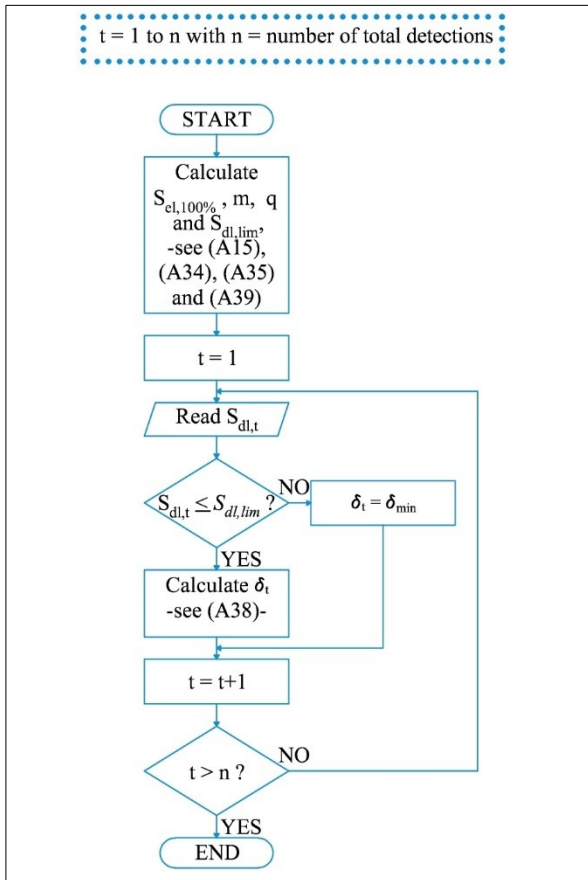 t = 1 to n with n = number of total detections
START
Calculate
S_el,100% , m, q
and S_dl,lim,
-see (A15),
(A34), (A35)
and (A39)
t = 1
Read S_dl,t
S_dl,t ≤ S_dl,lim ?
NO
δ_t = δ_min
YES
Calculate δ_t
-see (A38)-
t = t+1
t > n ?
NO
YES
END